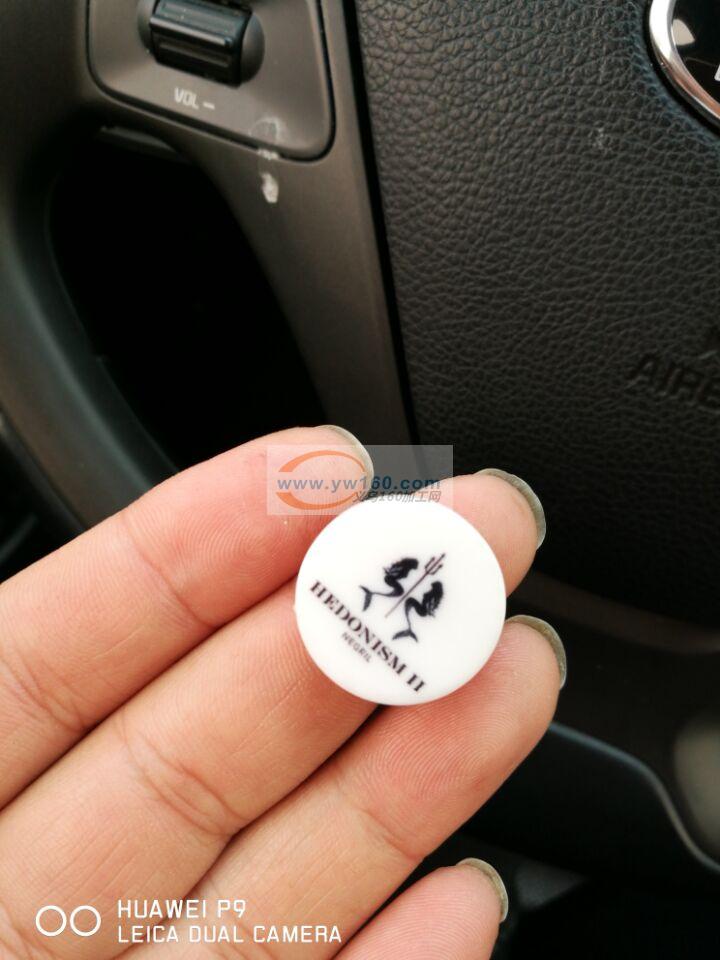 VOL –
AIRB
www.yw160.com
义乌160加工网
HEDONISM II
NEGRIL
HUAWEI P9
LEICA DUAL CAMERA